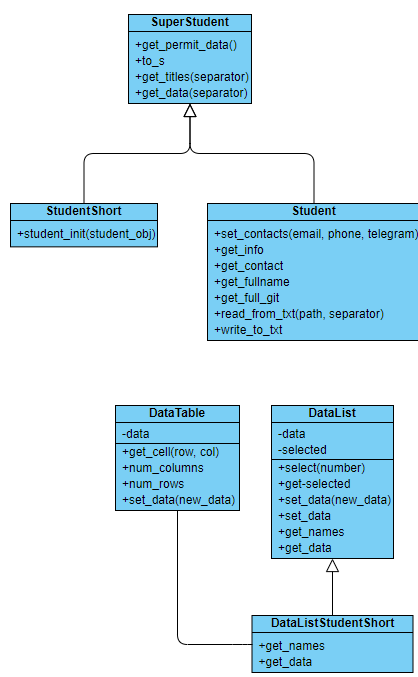 SuperStudent
+get_permit_data()
+to_s
+get_titles(separator)
+get_data(separator)
StudentShort
+student_init(student_obj)
Student
+set_contacts(email, phone, telegram)
+get_info
+get_contact
+get_fullname
+get_full_git
+read_from_txt(path, separator)
+write_to_txt
DataTable
-data
+get_cell(row, col)
+num_columns
+num_rows
+set_data(new_data)
DataList
-data
-selected
+select(number)
+get-selected
+set_data(new_data)
+set_data
+get_names
+get_data
DataListStudentShort
+get_names
+get_data